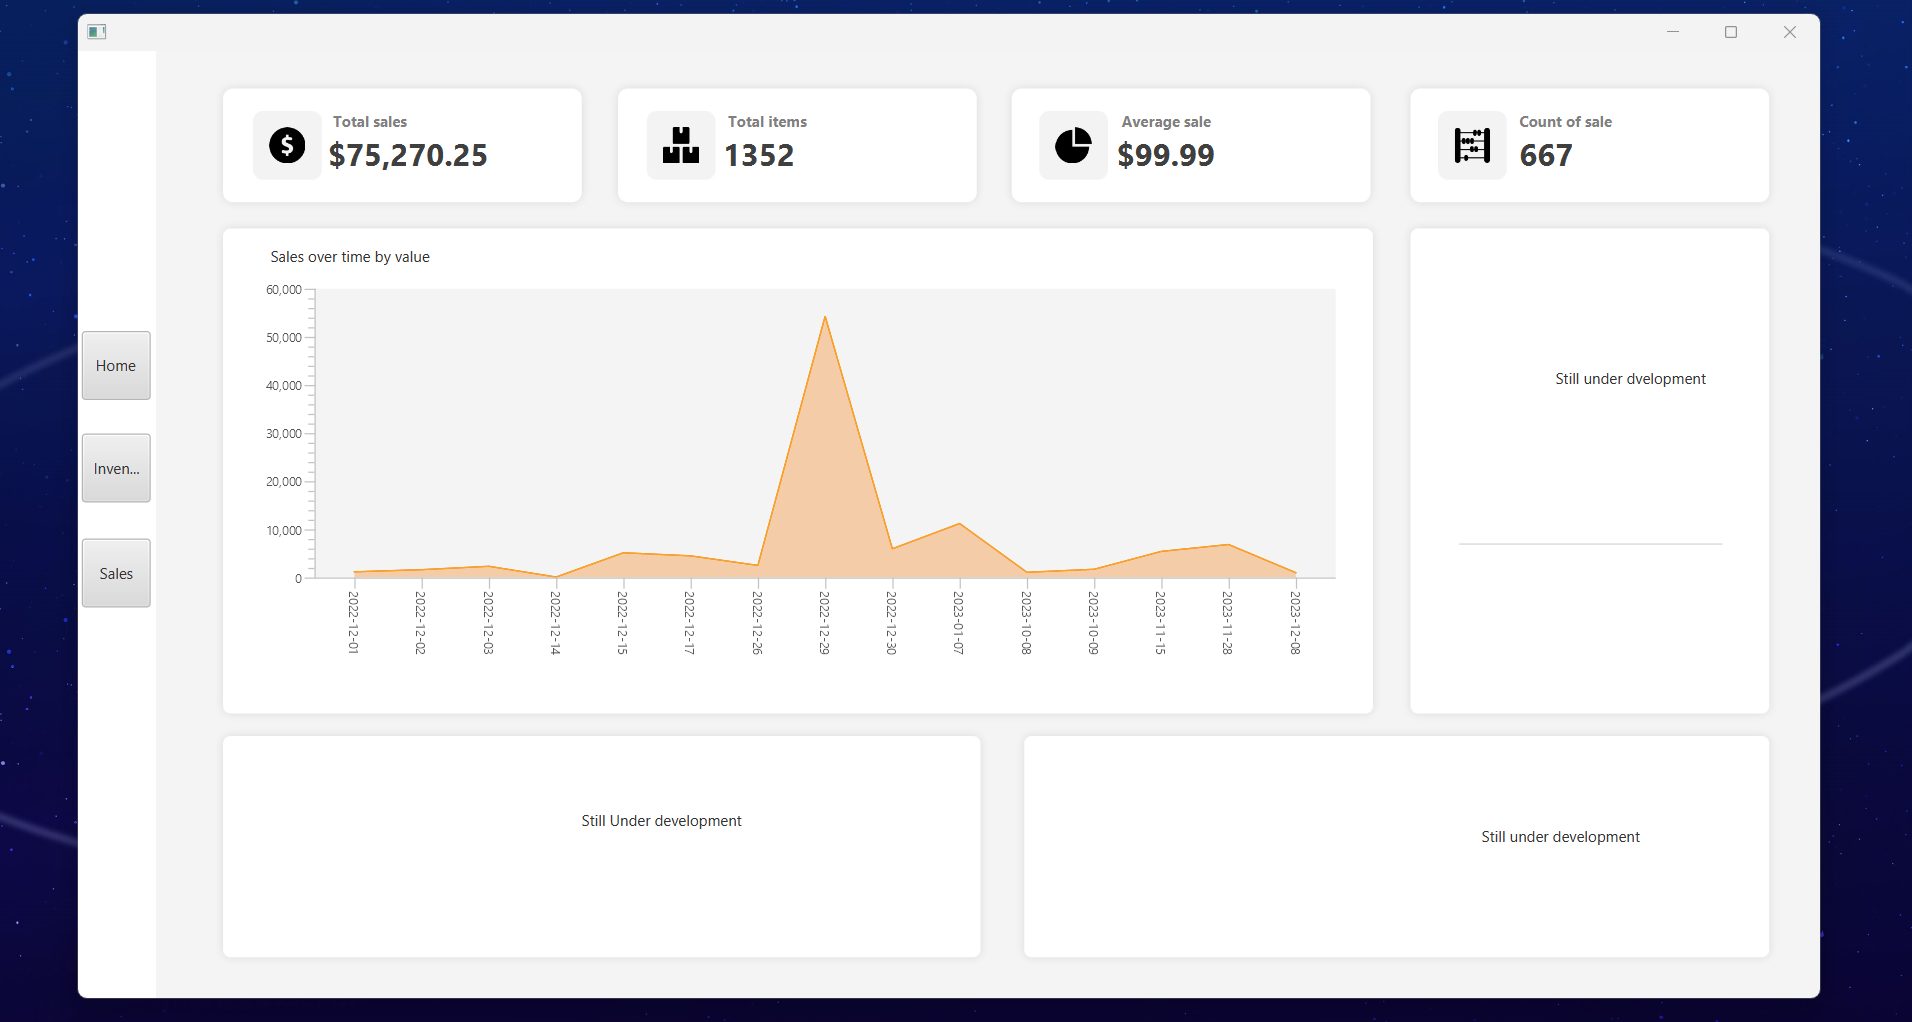 Total sales
$75,270.25
Total items
1352
Average sale
$99.99
Count of sale
667
Home
Inven...
Sales
Sales over time by value
60,000
50,000
40,000
30,000
20,000
10,000
0
2022-12-01
2022-12-02
2022-12-03
2022-12-14
2022-12-15
2022-12-17
2022-12-26
2022-12-29
2022-12-30
2023-01-07
2023-10-08
2023-10-09
2023-11-15
2023-11-28
2023-12-08
Still under dvelopment
Still Under development
Still under development